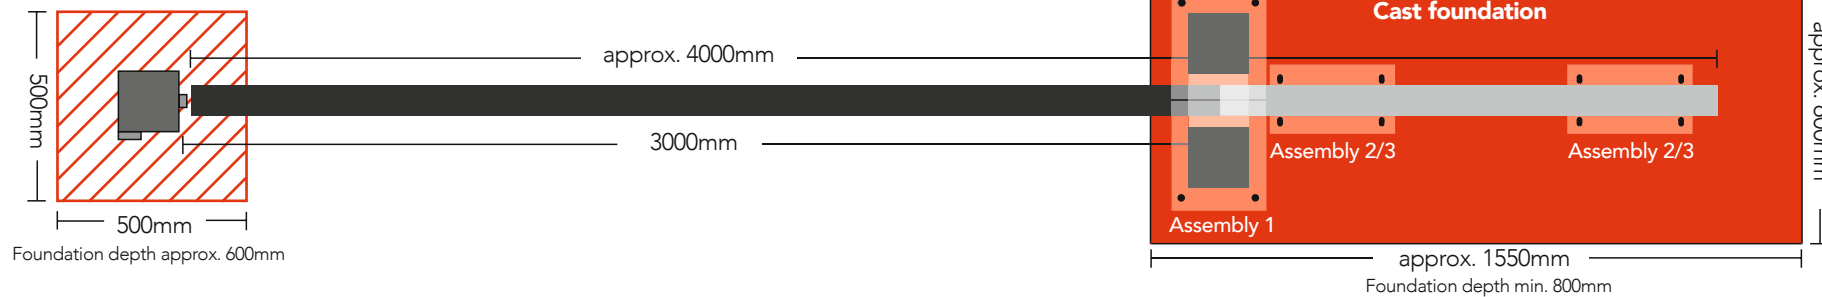 Cast foundation
approx. 4000mm
500mm
3000mm
Assembly 2/3
Assembly 2/3
500mm
Assembly 1
Foundation depth approx. 600mm
approx. 1550mm
Foundation depth min. 800mm